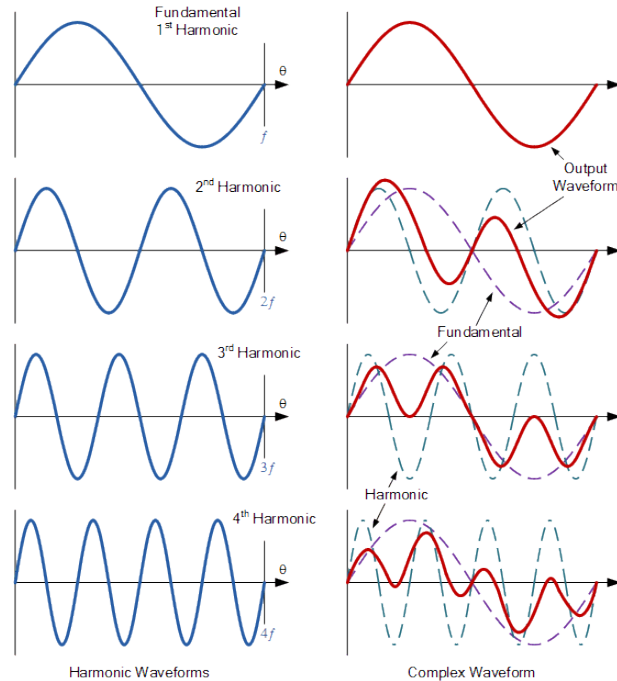 Fundamental
1st Harmonic
θ
f
Output
Waveform
2nd Harmonic
θ
2f
Fundamental
3rd Harmonic
θ
3f
Harmonic
4th Harmonic
θ
4f
Harmonic Waveforms
Complex Waveform